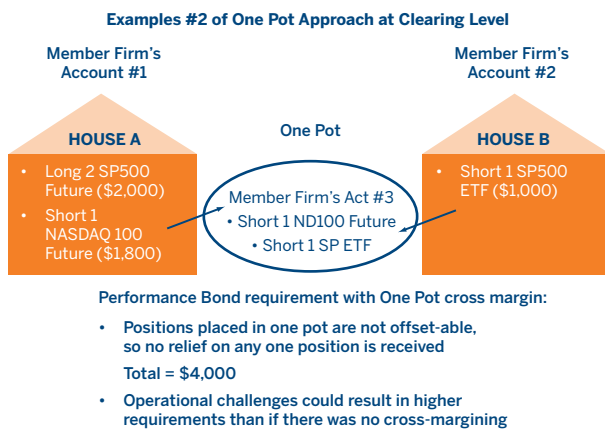 Examples #2 of One Pot Approach at Clearing Level
Member Firm's
Account #1
Member Firm's
Account #2
HOUSE A
• Long 2 SP500
Future ($2,000)
• Short 1
NASDAQ 100
Future ($1,800)
One Pot
Member Firm's Act #3
• Short 1 ND100 Future
• Short 1 SP ETF
HOUSE B
• Short 1 SP500
ETF ($1,000)
Performance Bond requirement with One Pot cross margin:
• Positions placed in one pot are not offset-able,
so no relief on any one position is received
Total = $4,000
• Operational challenges could result in higher
requirements than if there was no cross-margining